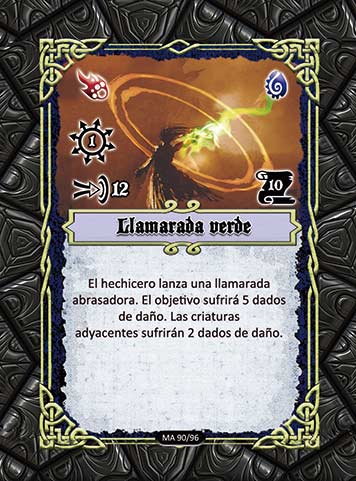 1
12
10
Llamarada verde
El hechicero lanza una llamarada
abrasadora. El objetivo sufrirá 5 dados
de daño. Las criaturas
adyacentes sufrirán 2 dados de daño.
MA 90/96